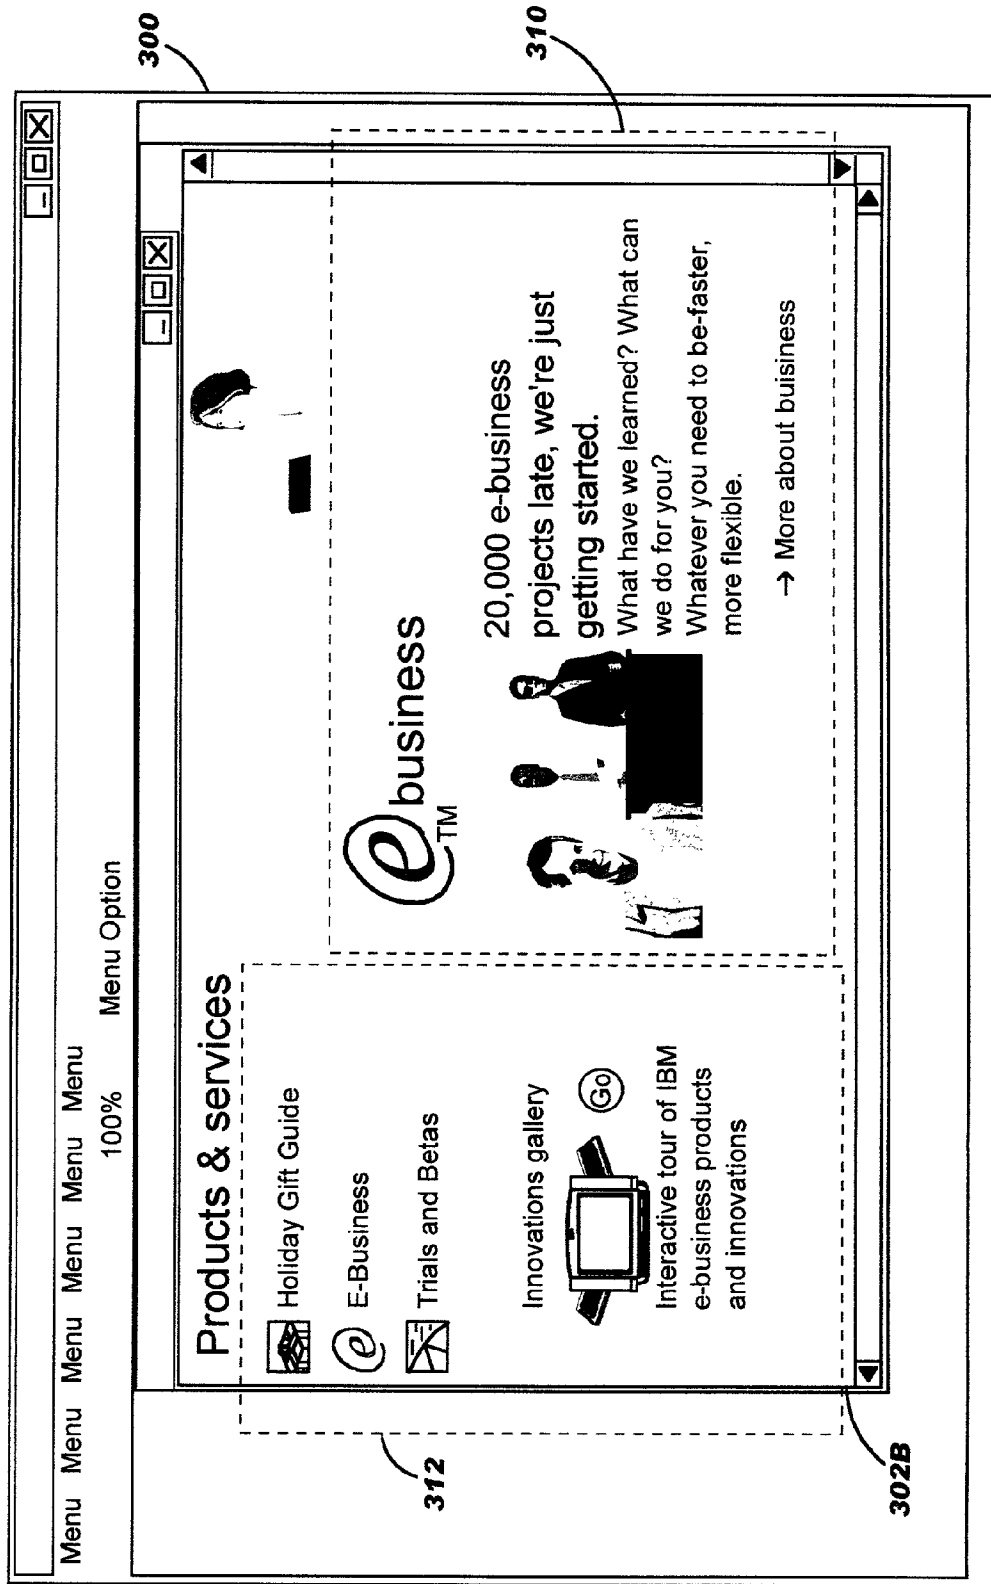 300
Menu Menu Menu Menu Menu Menu Menu
100% Menu Option
310
Products & services
Holiday Gift Guide
e E-Business
Trials and Betas
Innovations gallery
Go
Interactive tour of IBM
e-business products
and innovations
e business
TM
20,000 e-business
projects late, we're just
getting started.
What have we learned? What can
we do for you?
Whatever you need to be-faster,
more flexible.
→ More about buisiness
312
302B